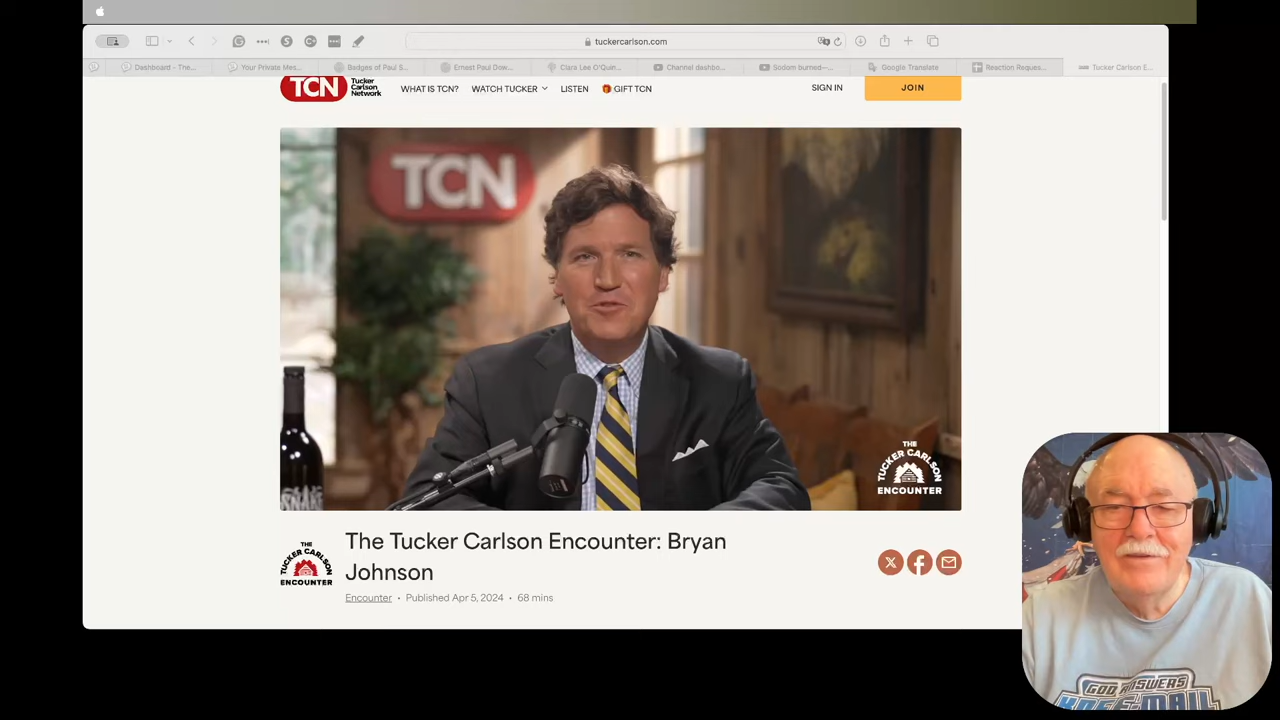 tuckercarlson.com
Dashboard - The...
Your Private Mes...
Badges of Paul S...
Ernest Paul Dow...
Clara Lee O'Quin...
Channel dashbo...
Sodom burned—...
Google Translate
Reaction Reques...
Tucker Carlson E...
TCN
Tucker
Carlson
Network
WHAT IS TCN?
WATCH TUCKER
LISTEN
GIFT TCN
SIGN IN
JOIN
TCN
THE
TUCKER CARLSON
ENCOUNTER
THE
TUCKER CARLSON
ENCOUNTER
The Tucker Carlson Encounter: Bryan
Johnson
Encounter • Published Apr 5, 2024 • 68 mins
GOD ANSWERS
KNEE-MAIL